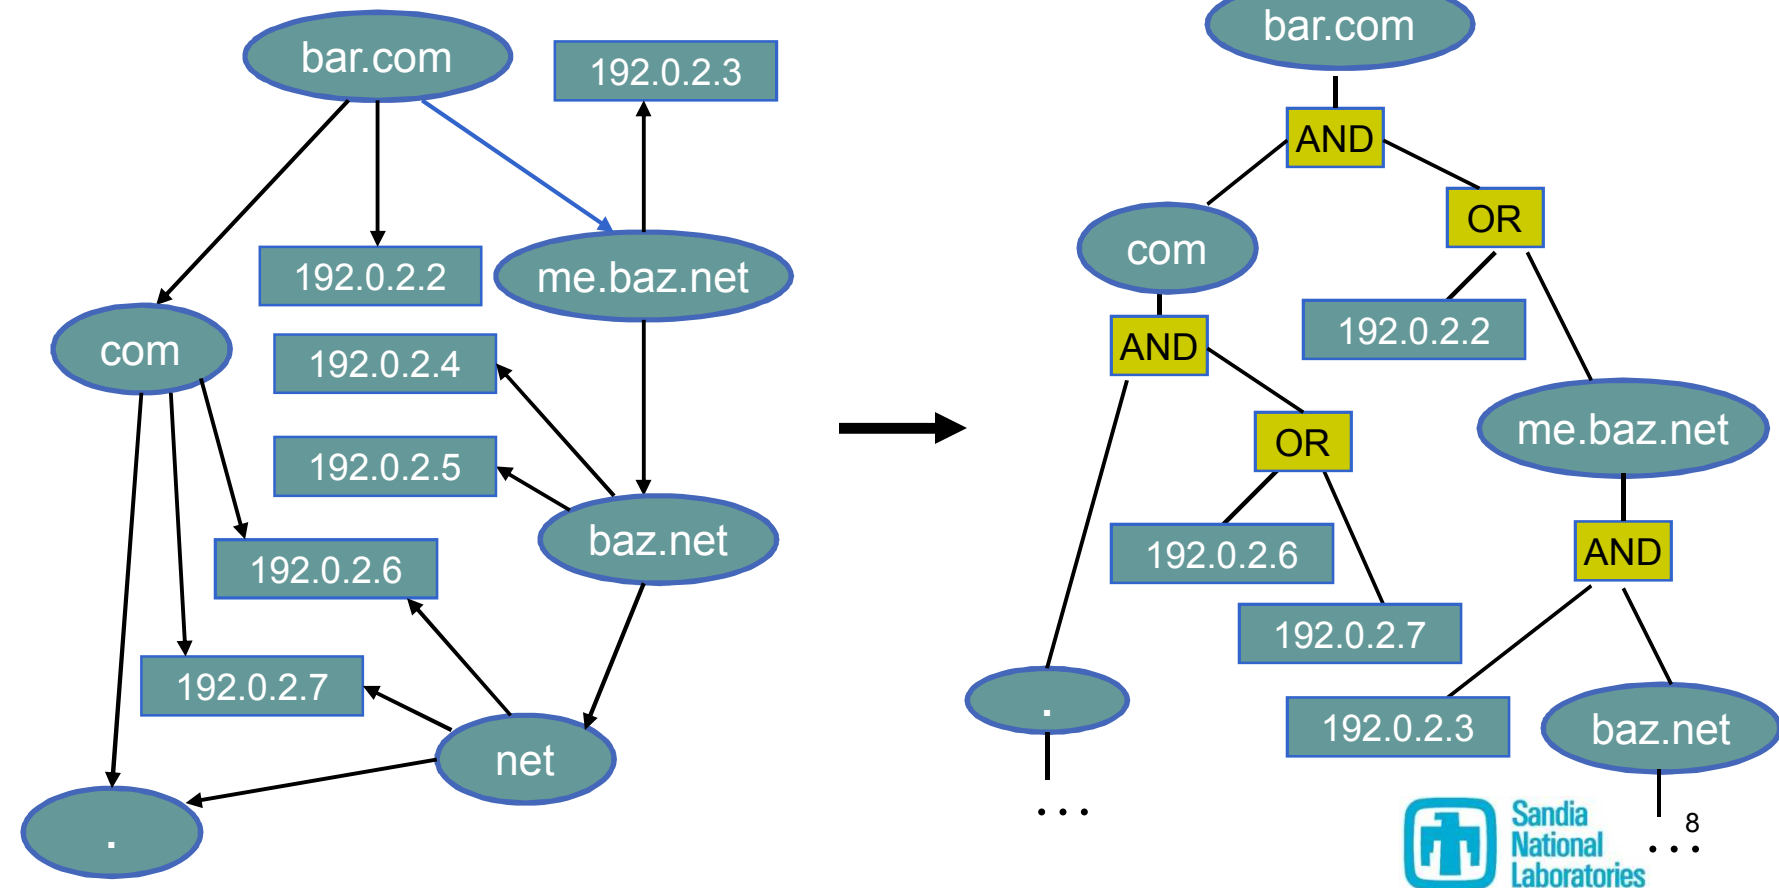 bar.com
192.0.2.3
192.0.2.2
me.baz.net
com
192.0.2.4
192.0.2.5
baz.net
192.0.2.6
192.0.2.7
net
.
bar.com
AND
OR
com
192.0.2.2
AND
me.baz.net
OR
192.0.2.6
AND
192.0.2.7
.
192.0.2.3
baz.net
...
Sandia
National
Laboratories
8
...